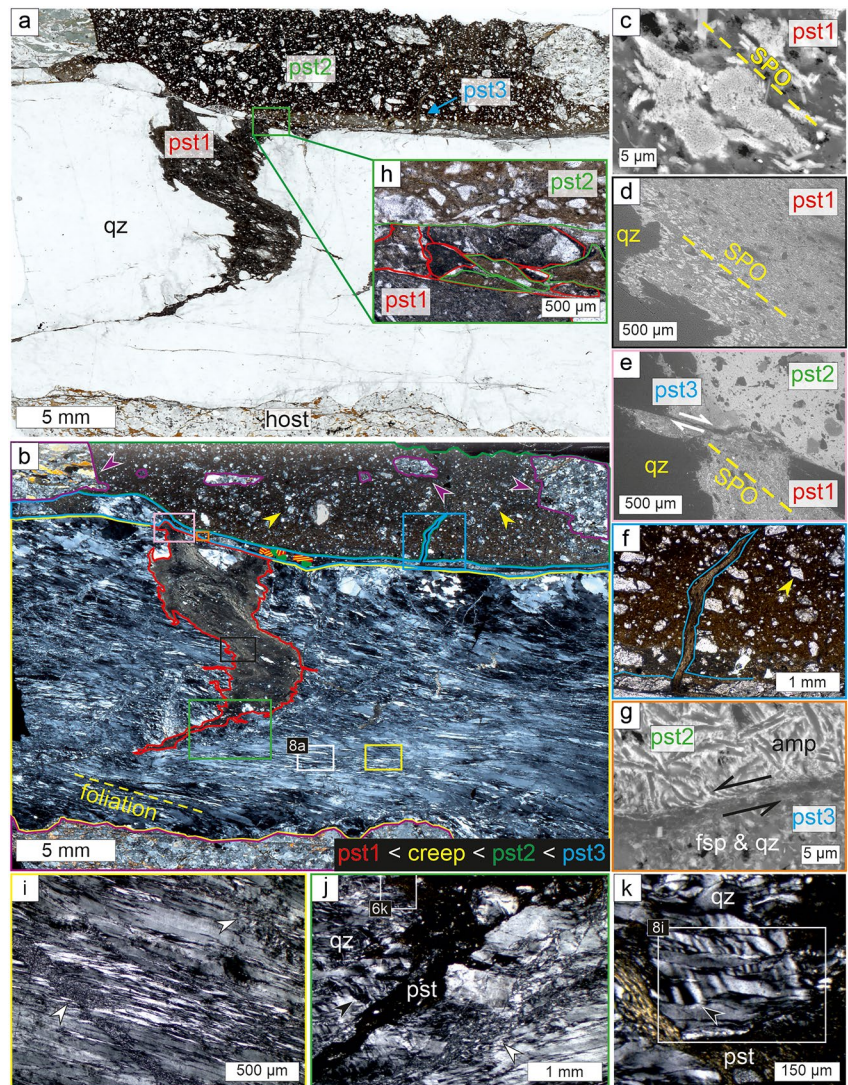 a
pst2
pst3
pst1
qz
h
pst2
pst1
500 µm
5 mm
host
b
8a
foliation
5 mm
pst1 < creep < pst2 < pst3
c
pst1
SPO
5 µm
d
pst1
qz
SPO
500 µm
e
pst2
pst3
qz
SPO
500 µm
pst1
f
1 mm
g
pst2
amp
pst3
fsp & qz
5 µm
i
500 µm
j
6k
qz
pst
1 mm
k
qz
8i
pst
150 µm